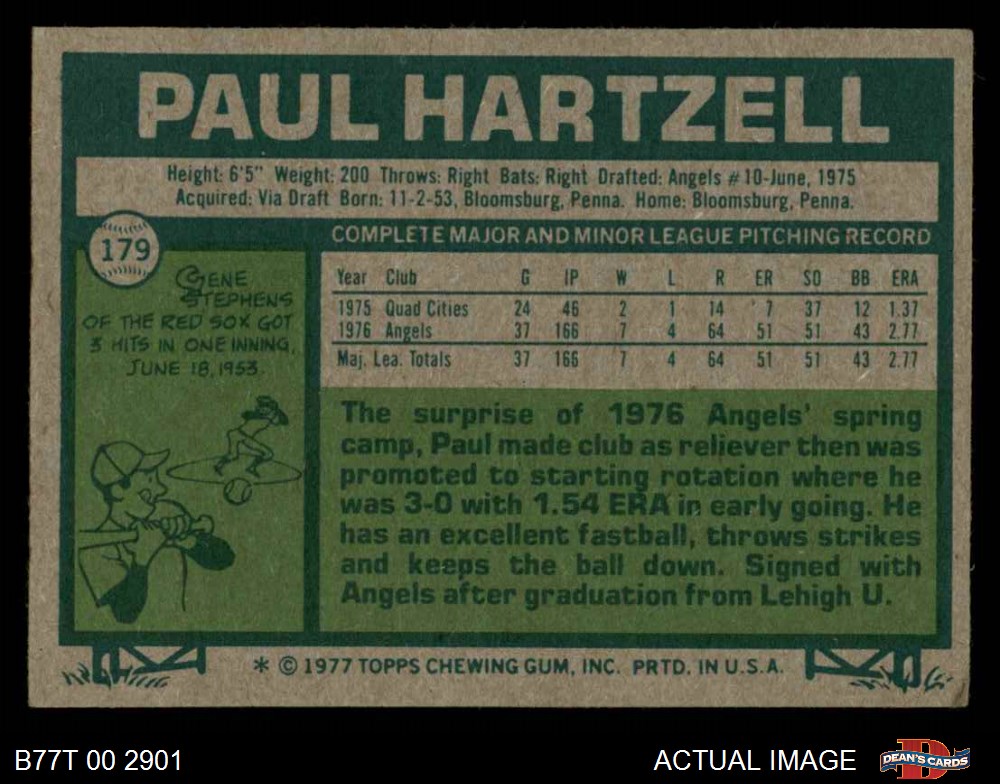 PAUL HARTZELL
Height: 6'5" Weight: 200 Throws: Right Bats: Right Drafted: Angels #10-June, 1975
Acquired: Via Draft Born: 11-2-53, Bloomsburg, Penna. Home: Bloomsburg, Penna.
179
GENE
STEPHENS
OF THE RED SOX GOT
3 HITS IN ONE INNING,
JUNE 18, 1953.
COMPLETE MAJOR AND MINOR LEAGUE PITCHING RECORD
Year Club G IP W L R ER SO BB ERA
1975 Quad Cities 24 46 2 1 14 7 37 12 1.37
1976 Angels 37 166 7 4 64 51 51 43 2.77
Maj. Lea. Totals 37 166 7 4 64 51 51 43 2.77
The surprise of 1976 Angels' spring
camp, Paul made club as reliever then was
promoted to starting rotation where he
was 3-0 with 1.54 ERA in early going. He
has an excellent fastball, throws strikes
and keeps the ball down. Signed with
Angels after graduation from Lehigh U.
* © 1977 TOPPS CHEWING GUM, INC. PRTD. IN U.S.A.
B77T 00 2901
ACTUAL IMAGE
D
DEAN'S CARDS